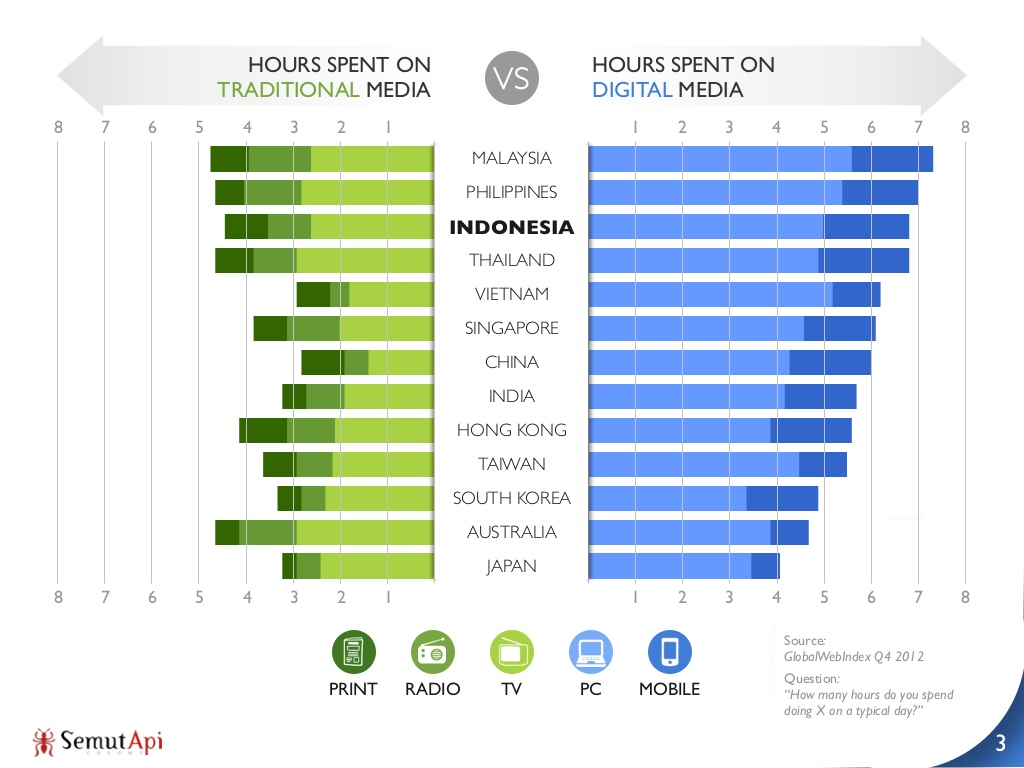 HOURS SPENT ON
TRADITIONAL MEDIA
VS
HOURS SPENT ON
DIGITAL MEDIA
8 7 6 5 4 3 2 1
1 2 3 4 5 6 7 8
MALAYSIA
PHILIPPINES
INDONESIA
THAILAND
VIETNAM
SINGAPORE
CHINA
INDIA
HONG KONG
TAIWAN
SOUTH KOREA
AUSTRALIA
JAPAN
8 7 6 5 4 3 2 1
1 2 3 4 5 6 7 8
PRINT
RADIO
TV
PC
MOBILE
Source:
GlobalWebIndex Q4 2012
Question:
“How many hours do you spend
doing X on a typical day?”
SemutApi
3